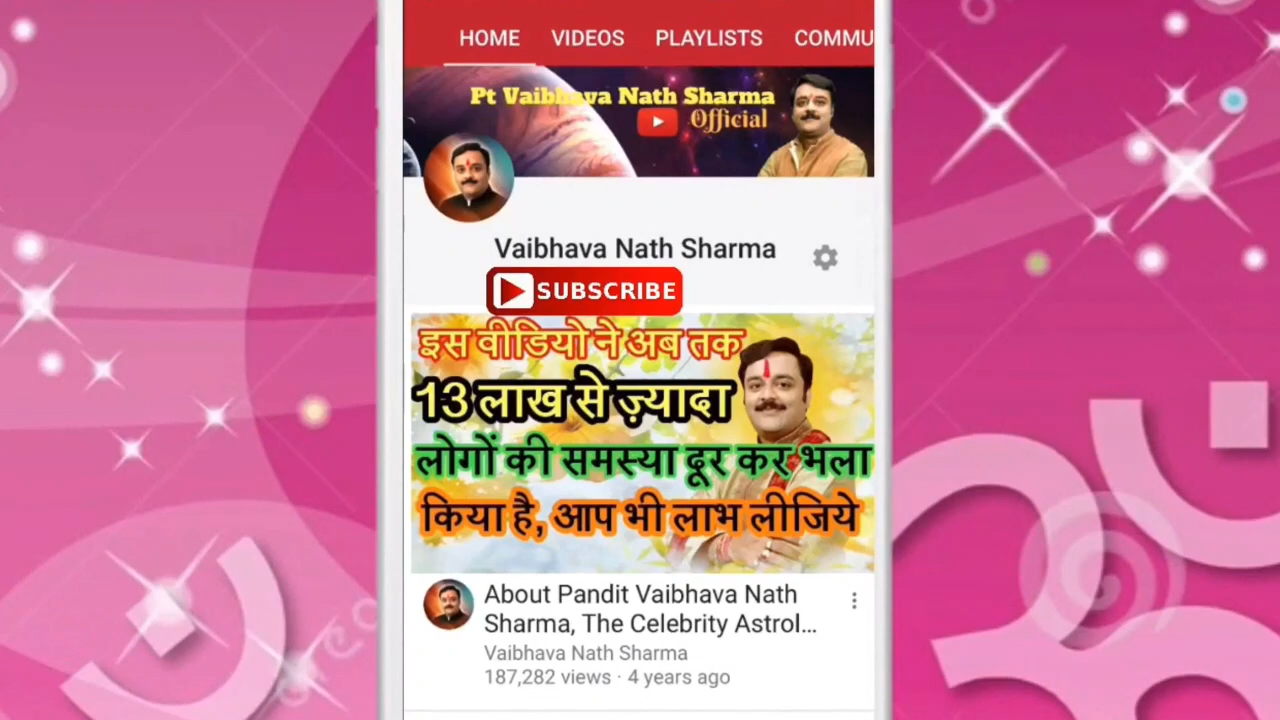 HOME VIDEOS PLAYLISTS COMMU
Pt Vaibhava Nath Sharma
Official
Vaibhava Nath Sharma
SUBSCRIBE
इस वीडियो ने अब तक
13 लाख से ज़्यादा
लोगों की समस्या दूर कर भला
किया है, आप भी लाभ लीजिये
About Pandit Vaibhava Nath
Sharma, The Celebrity Astrol...
Vaibhava Nath Sharma
187,282 views · 4 years ago